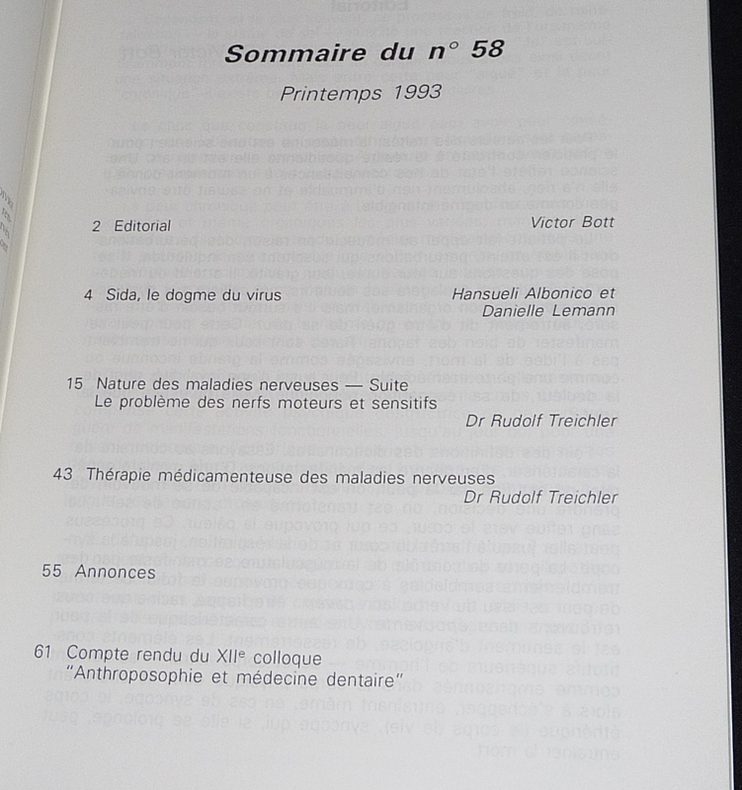 Sommaire du n° 58
Printemps 1993
2 Editorial Victor Bott
4 Sida, le dogme du virus Hansueli Albonico et
Danielle Lemann
15 Nature des maladies nerveuses — Suite
Le problème des nerfs moteurs et sensitifs
Dr Rudolf Treichler
43 Thérapie médicamenteuse des maladies nerveuses
Dr Rudolf Treichler
55 Annonces
61 Compte rendu du XIIe colloque
"Anthroposophie et médecine dentaire"